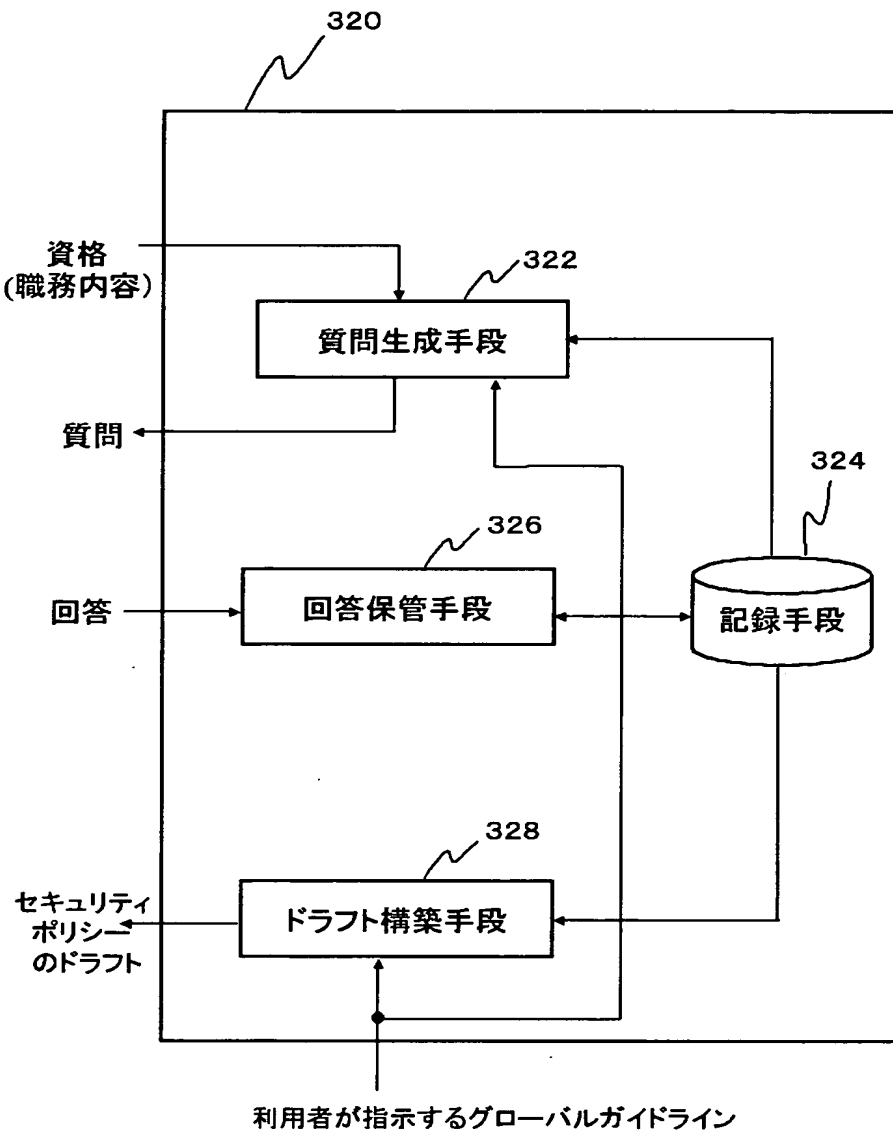 320
資格
(職務内容)
322
質問生成手段
質問
324
326
回答
回答保管手段
記録手段
328
セキュリティ
ポリシー
のドラフト
ドラフト構築手段
利用者が指示するグローバルガイドライン